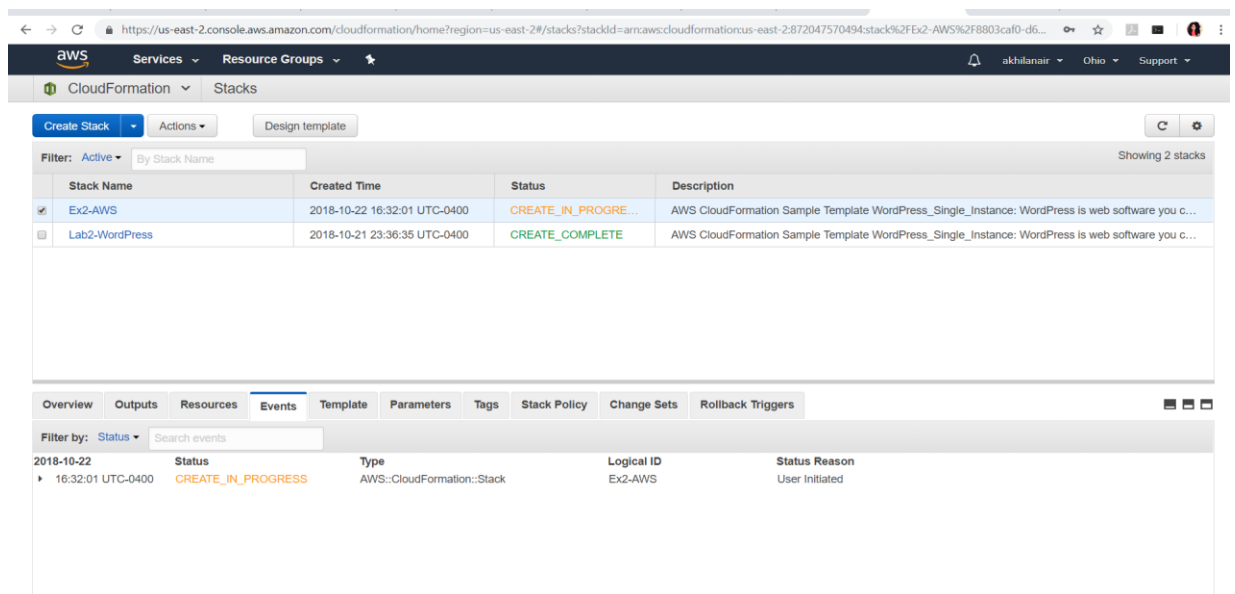 https://us-east-2.console.aws.amazon.com/cloudformation/home?region=us-east-2#/stacks?stackId=arn:aws:cloudformation:us-east-2:872047570494:stack%2FEx2-AWS%2F8803caf0-d6...
aws Services Resource Groups akhilanair Ohio Support
CloudFormation Stacks
Create Stack Actions Design template
Filter: Active By Stack Name Showing 2 stacks
Stack Name Created Time Status Description
Ex2-AWS 2018-10-22 16:32:01 UTC-0400 CREATE_IN_PROGRE... AWS CloudFormation Sample Template WordPress_Single_Instance: WordPress is web software you c...
Lab2-WordPress 2018-10-21 23:36:35 UTC-0400 CREATE_COMPLETE AWS CloudFormation Sample Template WordPress_Single_Instance: WordPress is web software you c...
Overview Outputs Resources Events Template Parameters Tags Stack Policy Change Sets Rollback Triggers
Filter by: Status Search events
2018-10-22 Status Type Logical ID Status Reason
16:32:01 UTC-0400 CREATE_IN_PROGRESS AWS::CloudFormation::Stack Ex2-AWS User Initiated